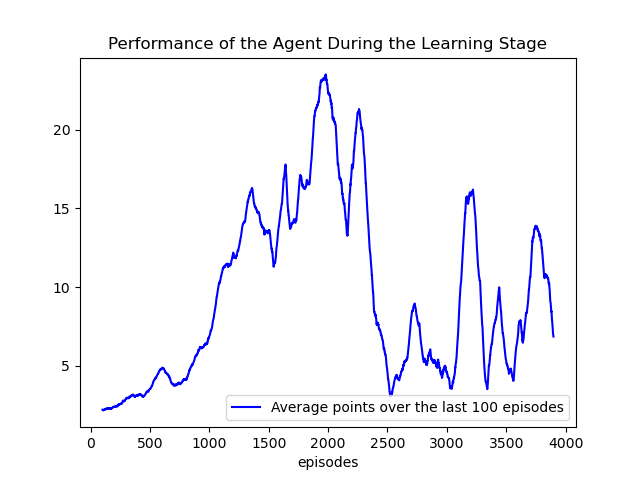 Performance of the Agent During the Learning Stage
20
15
10
5
Average points over the last 100 episodes
0 500 1000 1500 2000 2500 3000 3500 4000
episodes